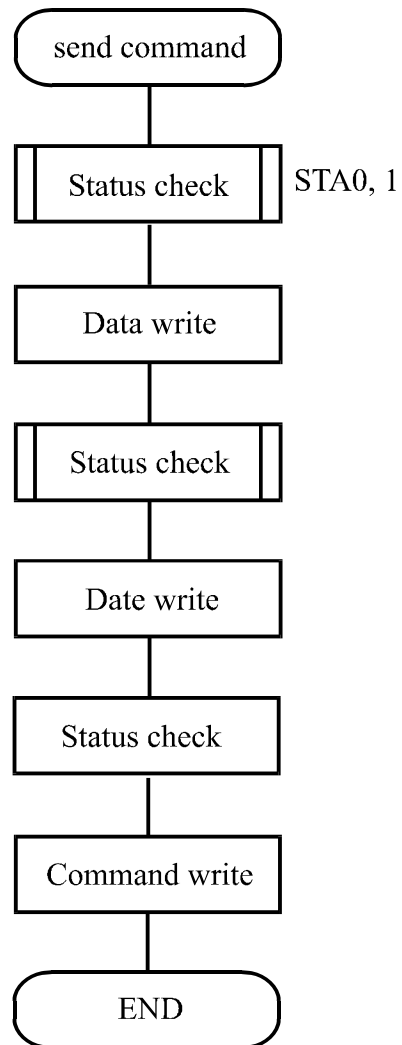 send command
Status check
STA0, 1
Data write
Status check
Date write
Status check
Command write
END